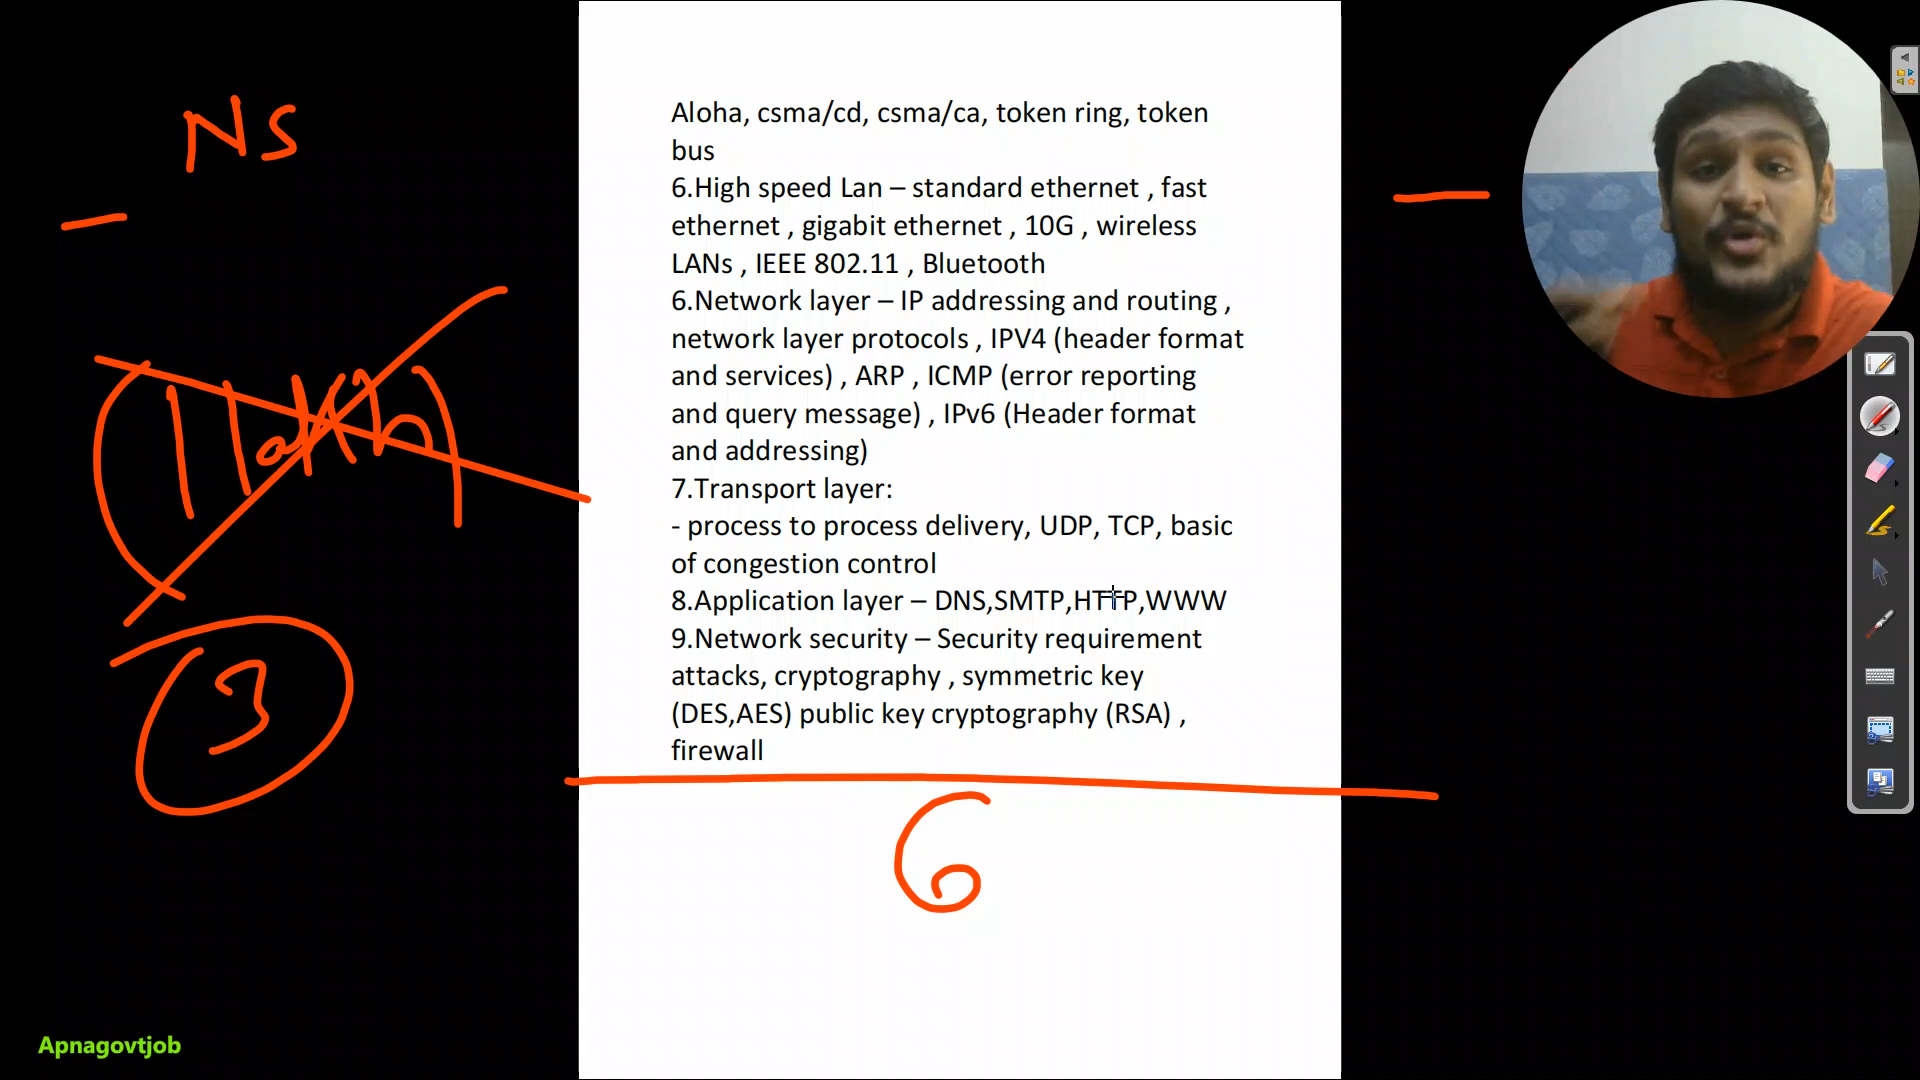 NS
(1 lakh)
3
Aloha, csma/cd, csma/ca, token ring, token
bus
6.High speed Lan – standard ethernet , fast
ethernet , gigabit ethernet , 10G , wireless
LANs , IEEE 802.11 , Bluetooth
6.Network layer – IP addressing and routing ,
network layer protocols , IPV4 (header format
and services) , ARP , ICMP (error reporting
and query message) , IPv6 (Header format
and addressing)
7.Transport layer:
- process to process delivery, UDP, TCP, basic
of congestion control
8.Application layer – DNS,SMTP,HTTP,WWW
9.Network security – Security requirement
attacks, cryptography , symmetric key
(DES,AES) public key cryptography (RSA) ,
firewall
6
Apnagovtjob